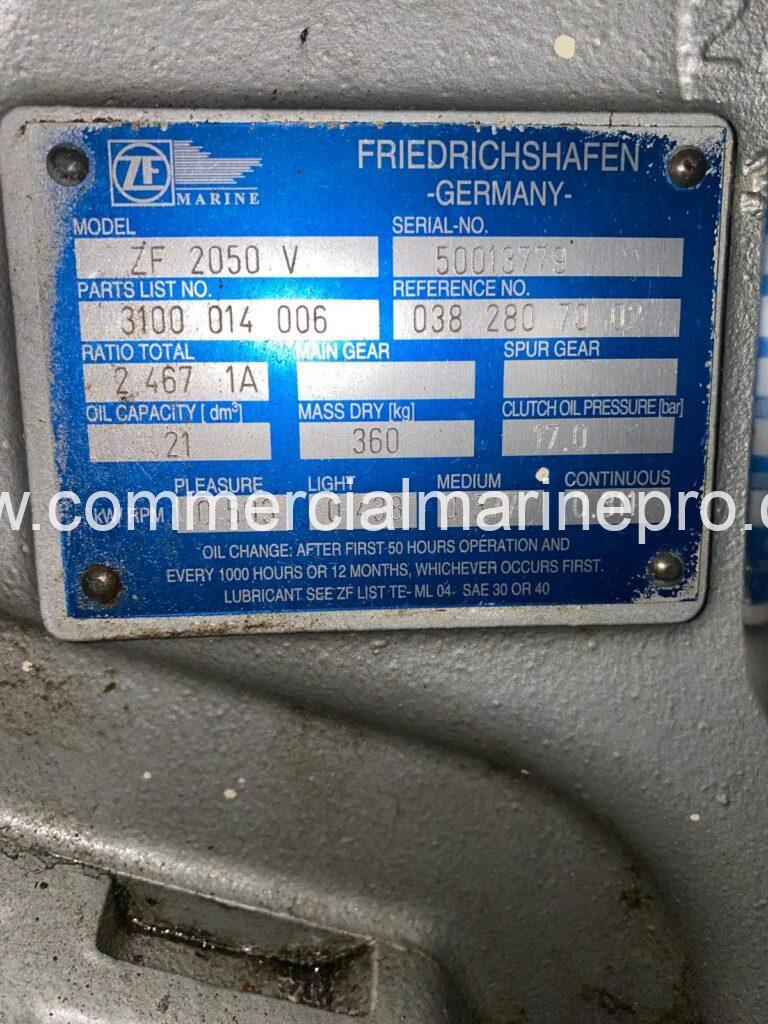 ZF MARINE
FRIEDRICHSHAFEN
-GERMANY-
MODEL SERIAL-NO.
ZF 2050 V 50013779
PARTS LIST NO. REFERENCE NO.
3100 014 006 038 280 70 02
RATIO TOTAL MAIN GEAR SPUR GEAR
2 467 1A
OIL CAPACITY [ dm³] MASS DRY [kg] CLUTCH OIL PRESSURE [bar]
21 360 17.0
PLEASURE LIGHT MEDIUM CONTINUOUS
kW/RPM
w.commercialmarinepro.c
OIL CHANGE: AFTER FIRST 50 HOURS OPERATION AND
EVERY 1000 HOURS OR 12 MONTHS, WHICHEVER OCCURS FIRST.
LUBRICANT SEE ZF LIST TE- ML 04 SAE 30 OR 40